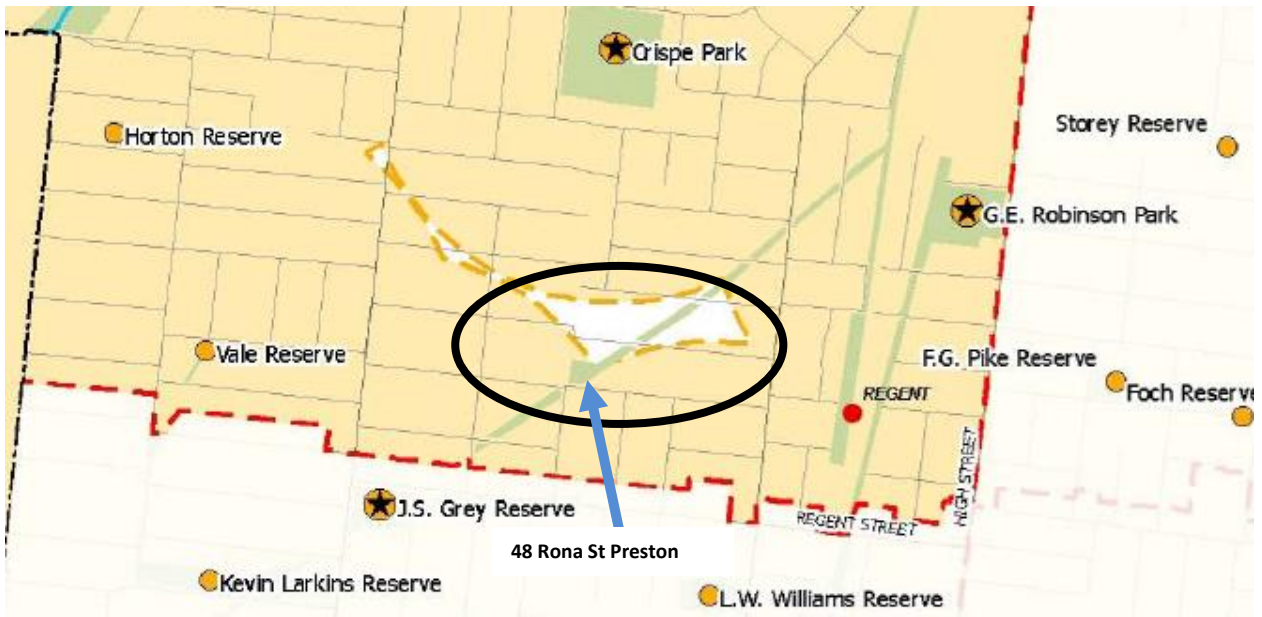 Crispe Park
Storey Reserve
Horton Reserve
G.E. Robinson Park
Vale Reserve
F.G. Pike Reserve
Foch Reserve
REGENT
HIGH STREET
J.S. Grey Reserve
REGENT STREET
48 Rona St Preston
Kevin Larkins Reserve
L.W. Williams Reserve